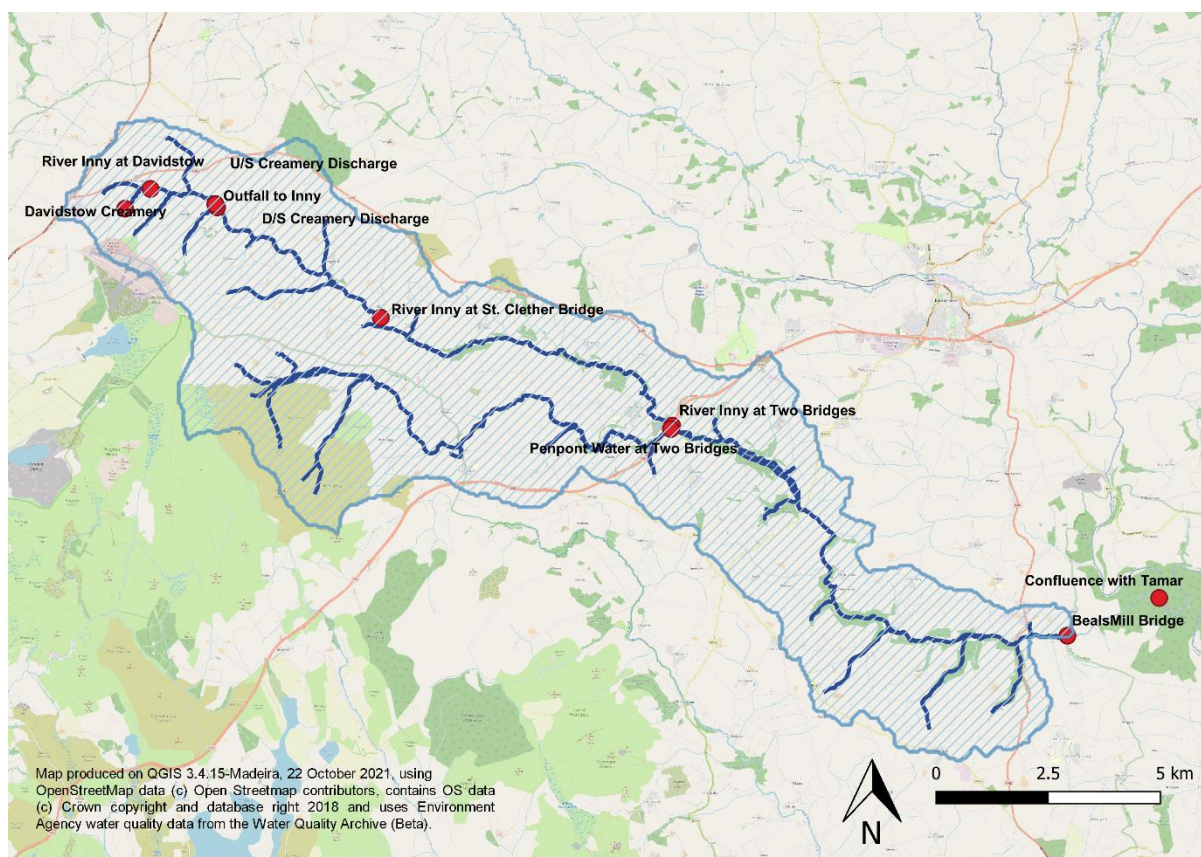 U/S Creamery Discharge
River Inny at Davidstow
Outfall to Inny
Davidstow Creamery
D/S Creamery Discharge
River Inny at St. Clether Bridge
River Inny at Two Bridges
Penpont Water at Two Bridges
Confluence with Tamar
BealsMill Bridge
Map produced on QGIS 3.4.15-Madeira, 22 October 2021, using
OpenStreetMap data (c) Open Streetmap contributors, contains OS data
(c) Crown copyright and database right 2018 and uses Environment
Agency water quality data from the Water Quality Archive (Beta).
N
0 2.5 5 km